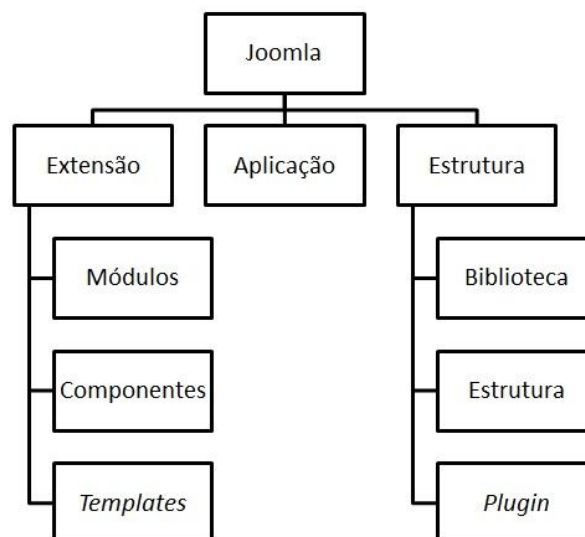 Joomla
Extensão
Aplicação
Estrutura
Módulos
Biblioteca
Componentes
Estrutura
Templates
Plugin